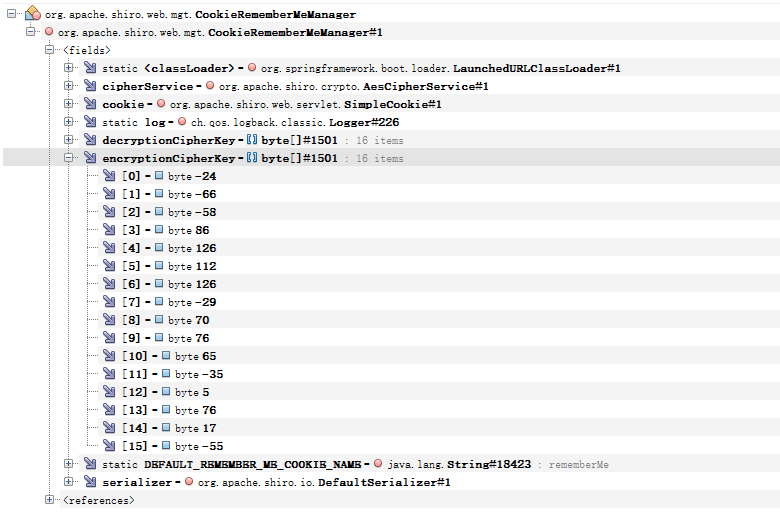 org.apache.shiro.web.mgt.CookieRememberMeManager
org.apache.shiro.web.mgt.CookieRememberMeManager#1
<fields>
static <classLoader> = org.springframework.boot.loader.LaunchedURLClassLoader#1
cipherService = org.apache.shiro.crypto.AesCipherService#1
cookie = org.apache.shiro.web.servlet.SimpleCookie#1
static log = ch.qos.logback.classic.Logger#226
decryptionCipherKey = byte[]#1501 : 16 items
encryptionCipherKey = byte[]#1501 : 16 items
[0] = byte -24
[1] = byte -66
[2] = byte -58
[3] = byte 86
[4] = byte 126
[5] = byte 112
[6] = byte 126
[7] = byte -29
[8] = byte 70
[9] = byte 76
[10] = byte 65
[11] = byte -35
[12] = byte 5
[13] = byte 76
[14] = byte 17
[15] = byte -55
static DEFAULT_REMEMBER_ME_COOKIE_NAME = java.lang.String#18423 : rememberMe
serializer = org.apache.shiro.io.DefaultSerializer#1
<references>